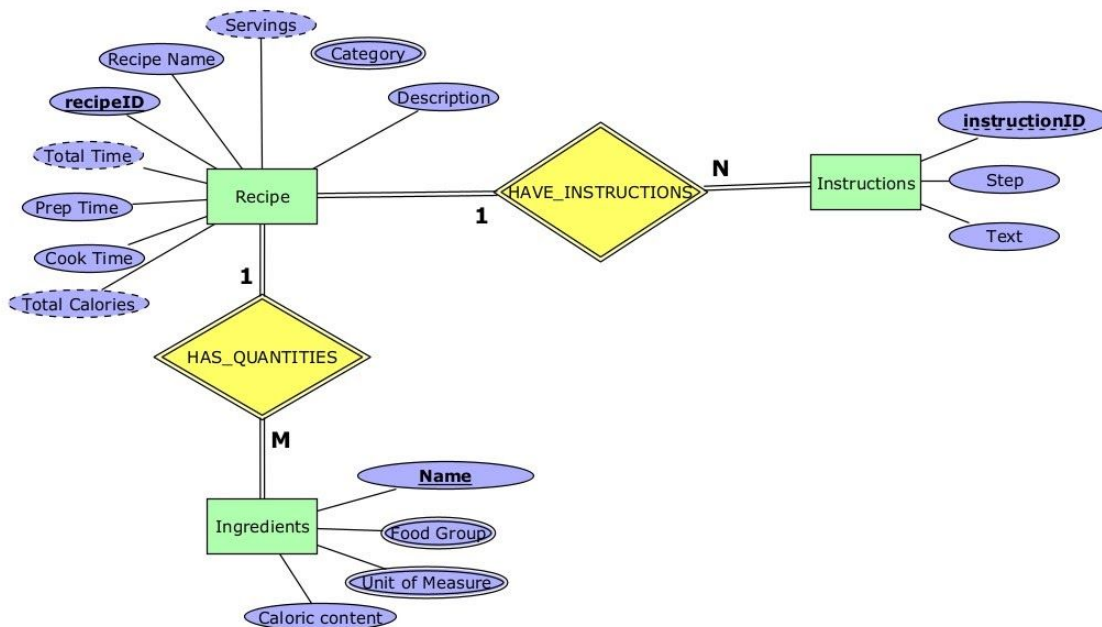 Servings
Category
Recipe Name
Description
recipeID
instructionID
Total Time
N
HAVE_INSTRUCTIONS
Recipe
Instructions
Step
Prep Time
1
Text
Cook Time
1
Total Calories
HAS_QUANTITIES
M
Name
Ingredients
Food Group
Unit of Measure
Caloric content